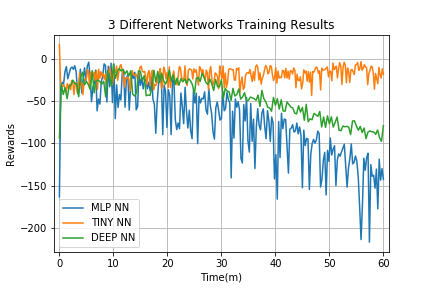 3 Different Networks Training Results
Rewards
0
−50
−100
−150
−200
MLP NN
TINY NN
DEEP NN
0 10 20 30 40 50 60
Time(m)